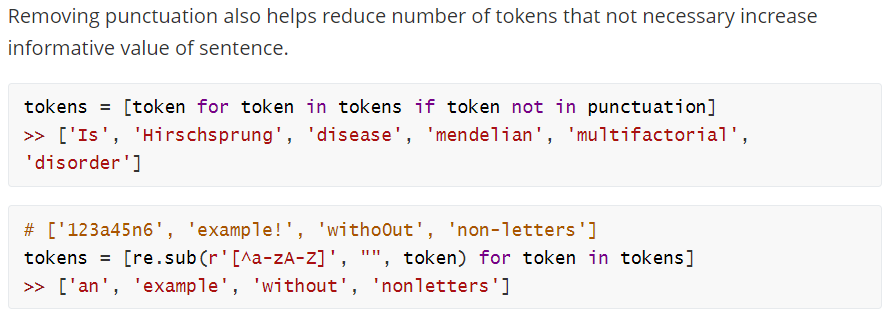 Removing punctuation also helps reduce number of tokens that not necessary increase
informative value of sentence.
tokens = [token for token in tokens if token not in punctuation]
>> ['Is', 'Hirschsprung', 'disease', 'mendelian', 'multifactorial',
'disorder']
# ['123a45n6', 'example!', 'withoOut', 'non-letters']
tokens = [re.sub(r'[^a-zA-Z]', "", token) for token in tokens]
>> ['an', 'example', 'without', 'nonletters']